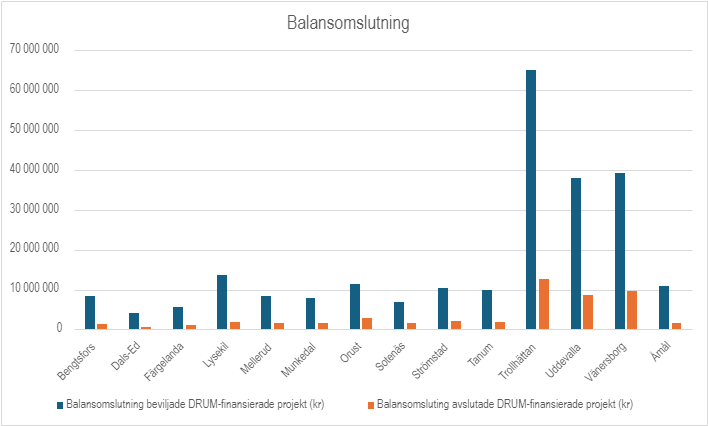 Balansomslutning
70 000 000
60 000 000
50 000 000
40 000 000
30 000 000
20 000 000
10 000 000
0
Bengtsfors
Dals-Ed
Färgelanda
Lysekil
Mellerud
Munkedal
Orust
Sotenäs
Strömstad
Tanum
Trollhättan
Uddevalla
Vänersborg
Åmål
Balansomslutning beviljade DRUM-finansierade projekt (kr)
Balansomsluting avslutade DRUM-finansierade projekt (kr)